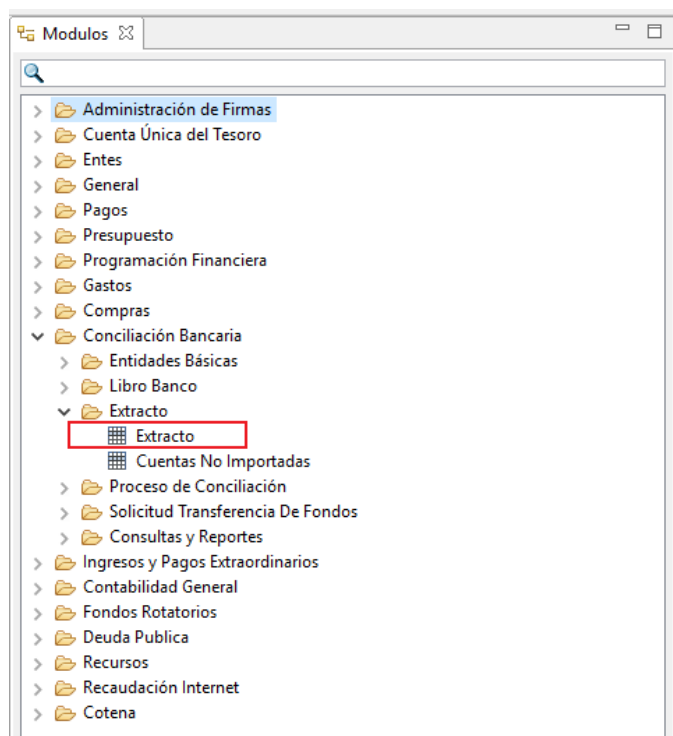 Modulos
Administración de Firmas
Cuenta Única del Tesoro
Entes
General
Pagos
Presupuesto
Programación Financiera
Gastos
Compras
Conciliación Bancaria
Entidades Básicas
Libro Banco
Extracto
Extracto
Cuentas No Importadas
Proceso de Conciliación
Solicitud Transferencia De Fondos
Consultas y Reportes
Ingresos y Pagos Extraordinarios
Contabilidad General
Fondos Rotatorios
Deuda Publica
Recursos
Recaudación Internet
Cotena